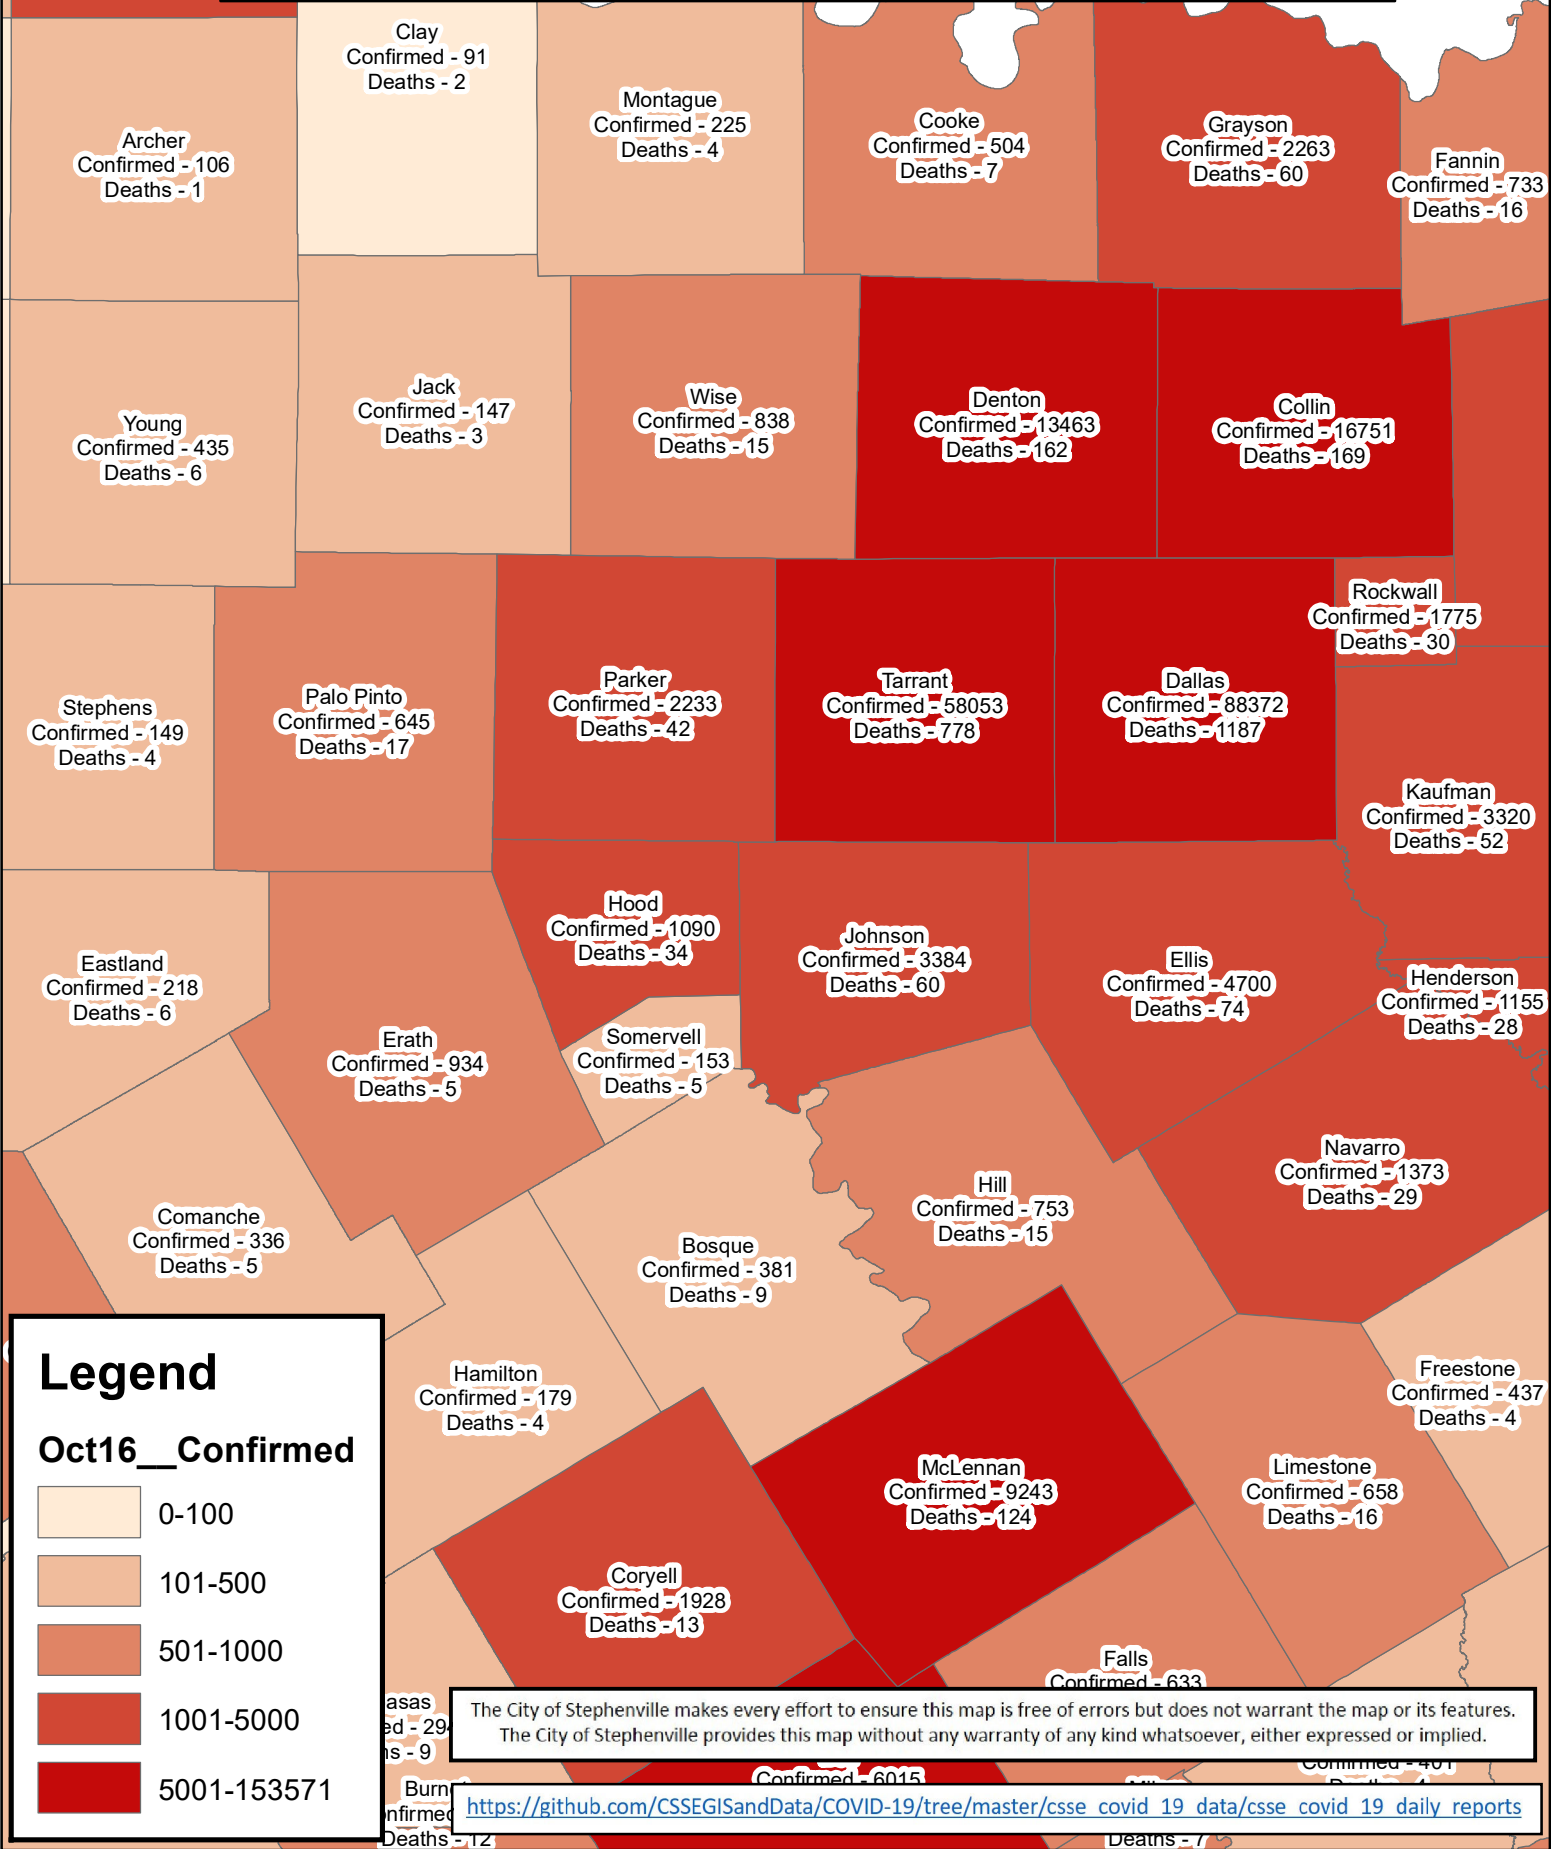 Clay
Confirmed - 91
Deaths - 2
Montague
Confirmed - 225
Deaths - 4
Cooke
Confirmed - 504
Deaths - 7
Grayson
Confirmed - 2263
Deaths - 60
Archer
Confirmed - 106
Deaths - 1
Fannin
Confirmed - 733
Deaths - 16
Young
Confirmed - 435
Deaths - 6
Jack
Confirmed - 147
Deaths - 3
Wise
Confirmed - 838
Deaths - 15
Denton
Confirmed - 13463
Deaths - 162
Collin
Confirmed - 16751
Deaths - 169
Rockwall
Confirmed - 1775
Deaths - 30
Stephens
Confirmed - 149
Deaths - 4
Palo Pinto
Confirmed - 645
Deaths - 17
Parker
Confirmed - 2233
Deaths - 42
Tarrant
Confirmed - 58053
Deaths - 778
Dallas
Confirmed - 88372
Deaths - 1187
Kaufman
Confirmed - 3320
Deaths - 52
Eastland
Confirmed - 218
Deaths - 6
Hood
Confirmed - 1090
Deaths - 34
Johnson
Confirmed - 3384
Deaths - 60
Ellis
Confirmed - 4700
Deaths - 74
Henderson
Confirmed - 1155
Deaths - 28
Erath
Confirmed - 934
Deaths - 5
Somervell
Confirmed - 153
Deaths - 5
Navarro
Confirmed - 1373
Deaths - 29
Comanche
Confirmed - 336
Deaths - 5
Bosque
Confirmed - 381
Deaths - 9
Hill
Confirmed - 753
Deaths - 15
Hamilton
Confirmed - 179
Deaths - 4
Freestone
Confirmed - 437
Deaths - 4
McLennan
Confirmed - 9243
Deaths - 124
Limestone
Confirmed - 658
Deaths - 16
Coryell
Confirmed - 1928
Deaths - 13
Falls
Confirmed - 633
asas
ed - 294
ns - 9
Confirmed - 6015
Confirmed - 401
Burn
nfirmed
Deaths - 12
Deaths - 7
Legend
Oct16__Confirmed
0-100
101-500
501-1000
1001-5000
5001-153571
The City of Stephenville makes every effort to ensure this map is free of errors but does not warrant the map or its features.
The City of Stephenville provides this map without any warranty of any kind whatsoever, either expressed or implied.
https://github.com/CSSEGISandData/COVID-19/tree/master/csse_covid_19_data/csse_covid_19_daily_reports